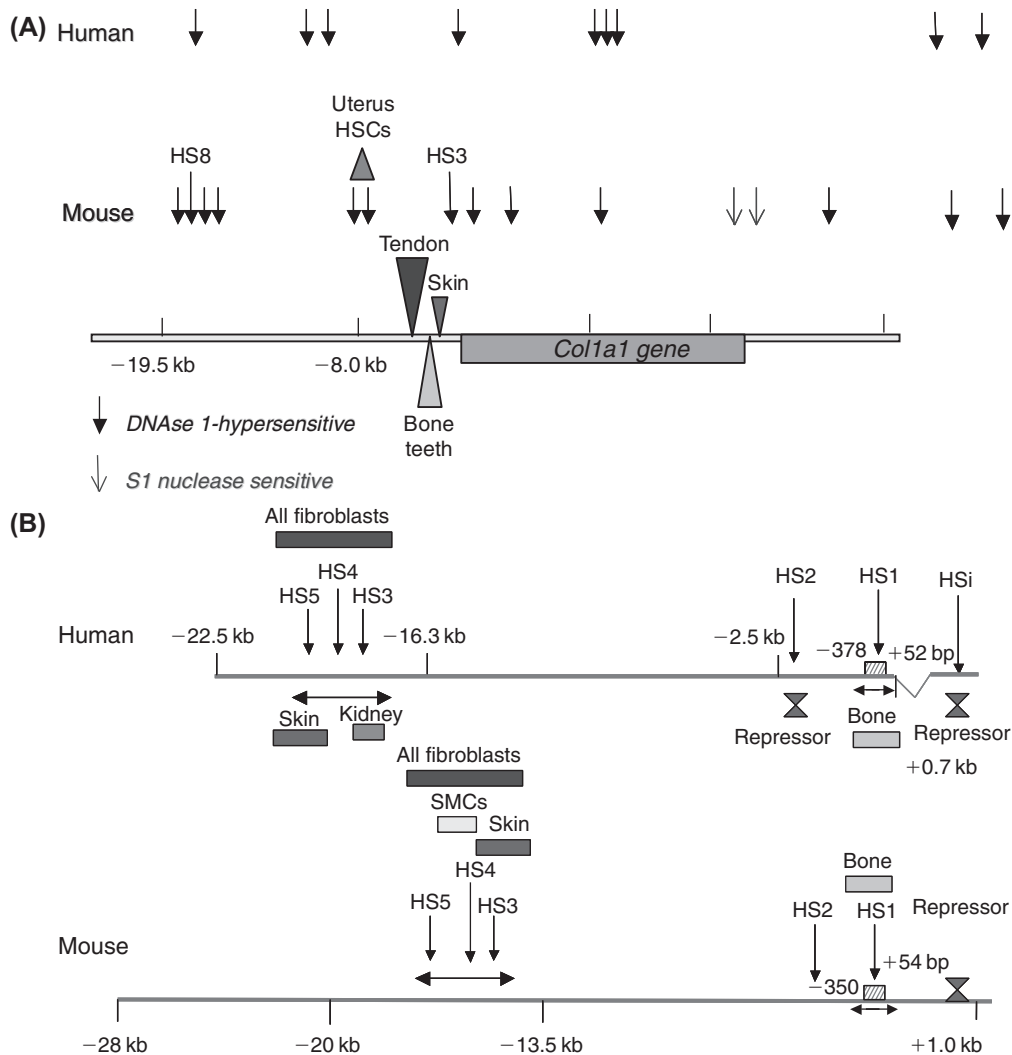 (A) Human
Uterus
HSCs
HS8
HS3
Mouse
Tendon
Skin
Col1a1 gene
−19.5 kb
−8.0 kb
DNAse 1-hypersensitive
Bone
teeth
S1 nuclease sensitive
(B)
All fibroblasts
HS4
HS5
HS3
HS2
HS1
HSi
Human
−22.5 kb
−16.3 kb
−2.5 kb
−378
+52 bp
Skin
Kidney
Repressor
Bone
Repressor
+0.7 kb
All fibroblasts
SMCs
Skin
HS4
HS5
HS3
Bone
HS2
HS1
Repressor
Mouse
+54 bp
−350
−28 kb
−20 kb
−13.5 kb
+1.0 kb